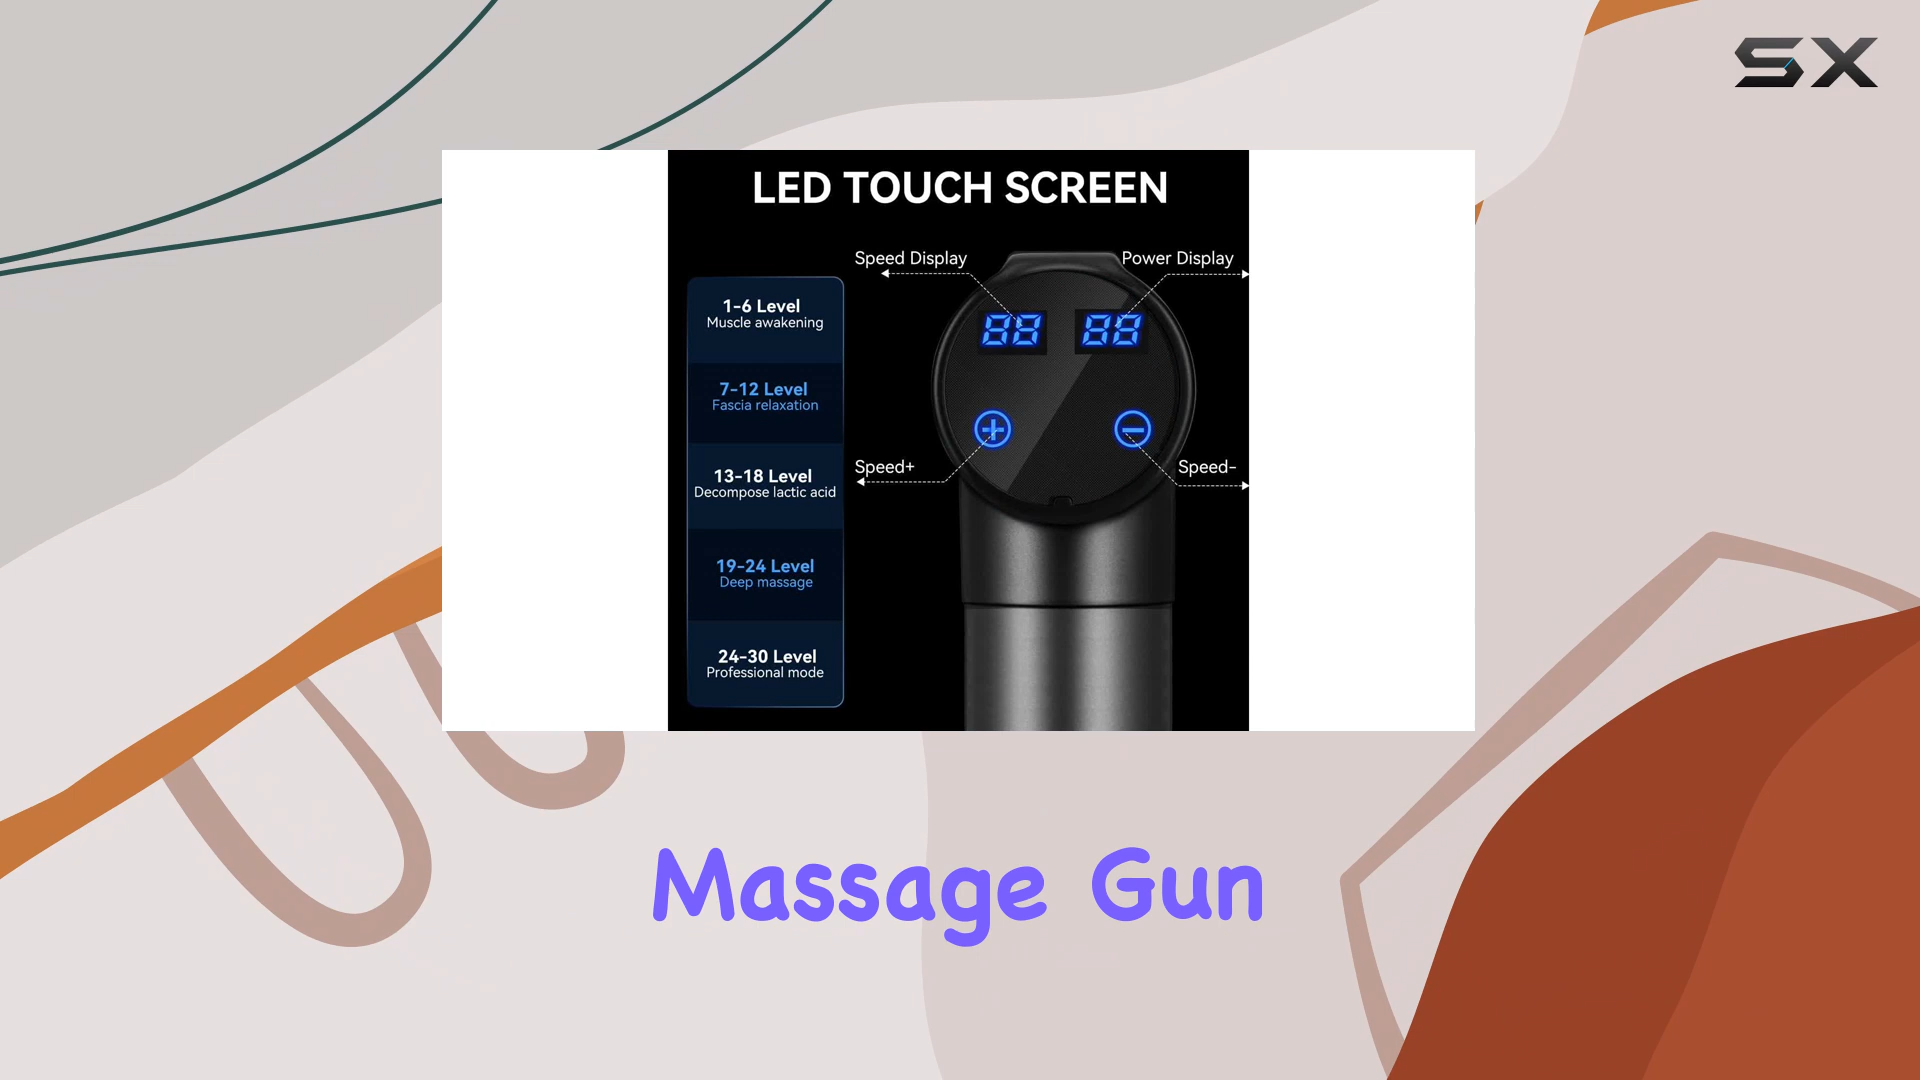 SX
LED TOUCH SCREEN
Speed Display
Power Display
1-6 Level
Muscle awakening
88
88
7-12 Level
Fascia relaxation
13-18 Level
Decompose lactic acid
Speed+
Speed-
19-24 Level
Deep massage
24-30 Level
Professional mode
Massage Gun